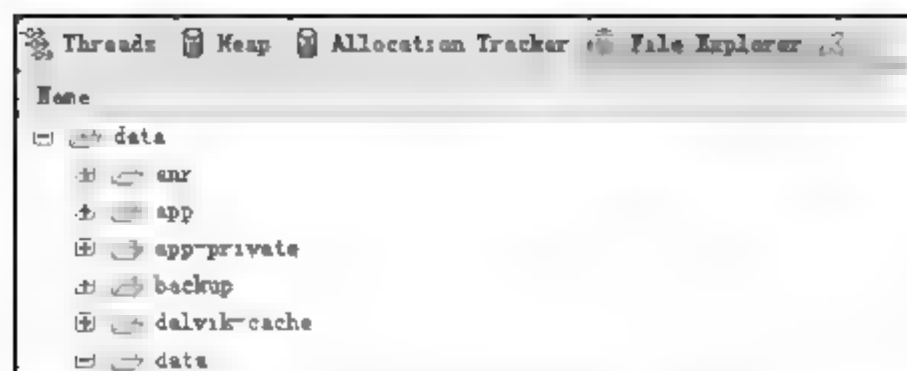 Threads Heap Allocation Tracker File Explorer
Name
data
anr
app
app-private
backup
dalvik-cache
data